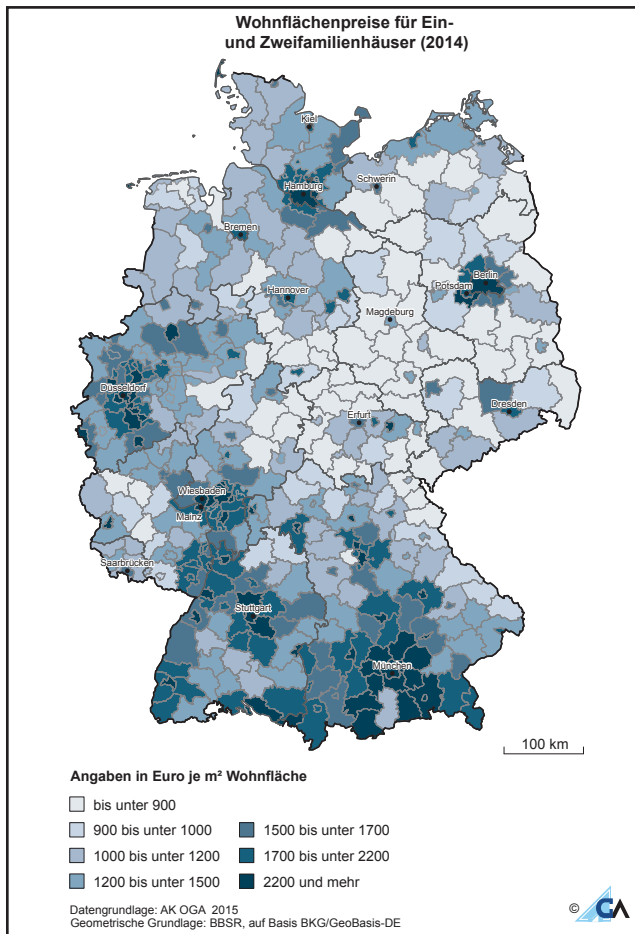 Wohnflächenpreise für Ein-
und Zweifamilienhäuser (2014)
Kiel
Schwerin
Hamburg
Bremen
Berlin
Potsdam
Hannover
Magdeburg
Düsseldorf
Dresden
Erfurt
Wiesbaden
Mainz
Saarbrücken
Stuttgart
München
100 km
Angaben in Euro je m² Wohnfläche
bis unter 900
900 bis unter 1000
1500 bis unter 1700
1000 bis unter 1200
1700 bis unter 2200
1200 bis unter 1500
2200 und mehr
Datengrundlage: AK OGA 2015
Geometrische Grundlage: BBSR, auf Basis BKG/GeoBasis-DE
© GA